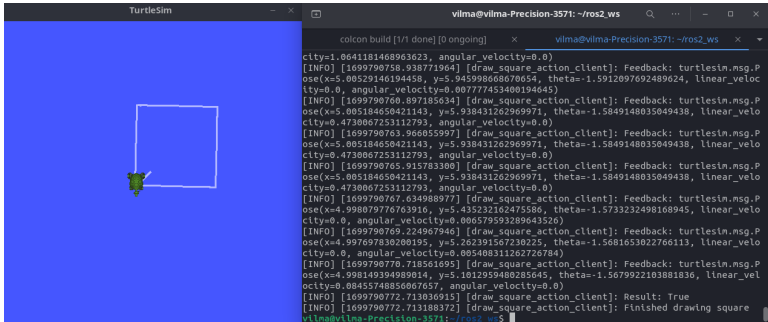 TurtleSim
vilma@vilma-Precision-3571: ~/ros2_ws
colcon build [1/1 done] [0 ongoing]
vilma@vilma-Precision-3571: ~/ros2_ws
city=1.0641181468963623, angular_velocity=0.0)
[INFO] [1699790758.938771964] [draw_square_action_client]: Feedback: turtlesim.msg.P
ose(x=5.00529146194458, y=5.945998668670654, theta=-1.5912097692489624, linear_veloc
ity=0.0, angular_velocity=0.007777453400194645)
[INFO] [1699790760.897185634] [draw_square_action_client]: Feedback: turtlesim.msg.P
ose(x=5.005184650421143, y=5.938431262969971, theta=-1.5849148035049438, linear_velo
city=0.4730067253112793, angular_velocity=0.0)
[INFO] [1699790763.966055997] [draw_square_action_client]: Feedback: turtlesim.msg.P
ose(x=5.005184650421143, y=5.938431262969971, theta=-1.5849148035049438, linear_velo
city=0.4730067253112793, angular_velocity=0.0)
[INFO] [1699790765.915783300] [draw_square_action_client]: Feedback: turtlesim.msg.P
ose(x=5.005184650421143, y=5.938431262969971, theta=-1.5849148035049438, linear_velo
city=0.4730067253112793, angular_velocity=0.0)
[INFO] [1699790767.634988977] [draw_square_action_client]: Feedback: turtlesim.msg.P
ose(x=4.998079776763916, y=5.435232162475586, theta=-1.5733232498168945, linear_velo
city=0.0, angular_velocity=0.006579593289643526)
[INFO] [1699790769.224967946] [draw_square_action_client]: Feedback: turtlesim.msg.P
ose(x=4.997697830200195, y=5.262391567230225, theta=-1.5681653022766113, linear_velo
city=0.0, angular_velocity=0.005408311262726784)
[INFO] [1699790770.718561695] [draw_square_action_client]: Feedback: turtlesim.msg.P
ose(x=4.998149394989014, y=5.1012959480285645, theta=-1.5679922103881836, linear_vel
ocity=0.08455748856067657, angular_velocity=0.0)
[INFO] [1699790772.713036915] [draw_square_action_client]: Result: True
[INFO] [1699790772.713188372] [draw_square_action_client]: Finished drawing square
vilma@vilma-Precision-3571:~/ros2_ws$